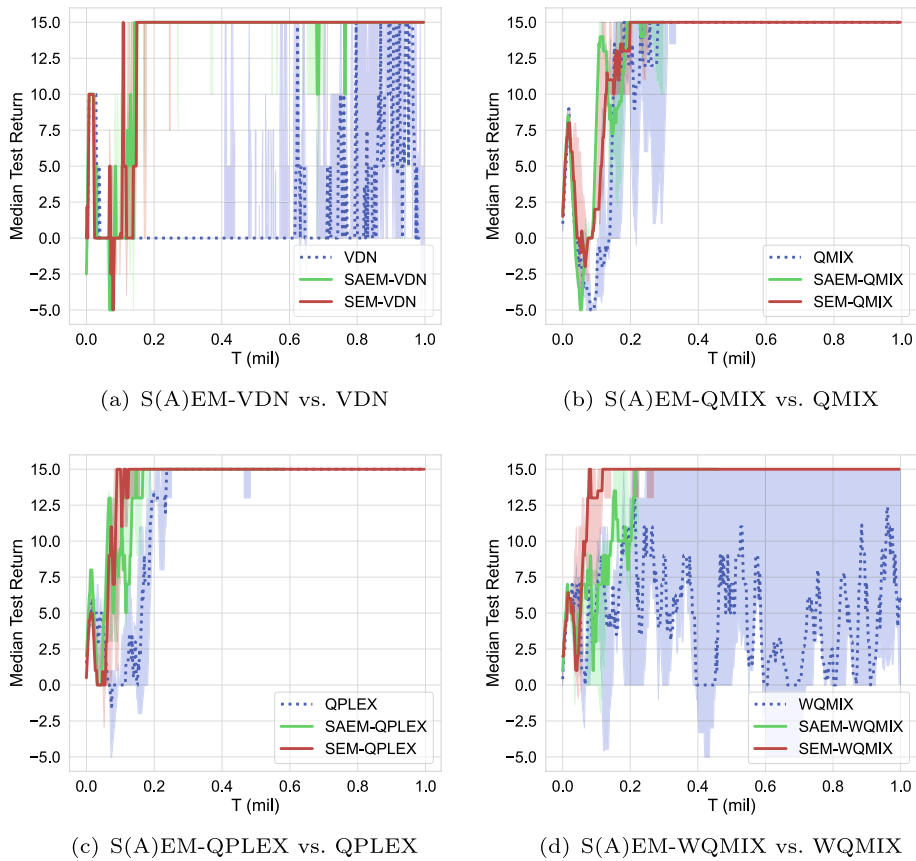 15.0
12.5
10.0
7.5
5.0
2.5
0.0
−2.5
−5.0
Median Test Return
0.0 0.2 0.4 0.6 0.8 1.0
T (mil)
VDN
SAEM-VDN
SEM-VDN
(a) S(A)EM-VDN vs. VDN
15.0
12.5
10.0
7.5
5.0
2.5
0.0
−2.5
−5.0
Median Test Return
0.0 0.2 0.4 0.6 0.8 1.0
T (mil)
QMIX
SAEM-QMIX
SEM-QMIX
(b) S(A)EM-QMIX vs. QMIX
15.0
12.5
10.0
7.5
5.0
2.5
0.0
−2.5
−5.0
Median Test Return
0.0 0.2 0.4 0.6 0.8 1.0
T (mil)
QPLEX
SAEM-QPLEX
SEM-QPLEX
(c) S(A)EM-QPLEX vs. QPLEX
15.0
12.5
10.0
7.5
5.0
2.5
0.0
−2.5
−5.0
Median Test Return
0.0 0.2 0.4 0.6 0.8 1.0
T (mil)
WQMIX
SAEM-WQMIX
SEM-WQMIX
(d) S(A)EM-WQMIX vs. WQMIX